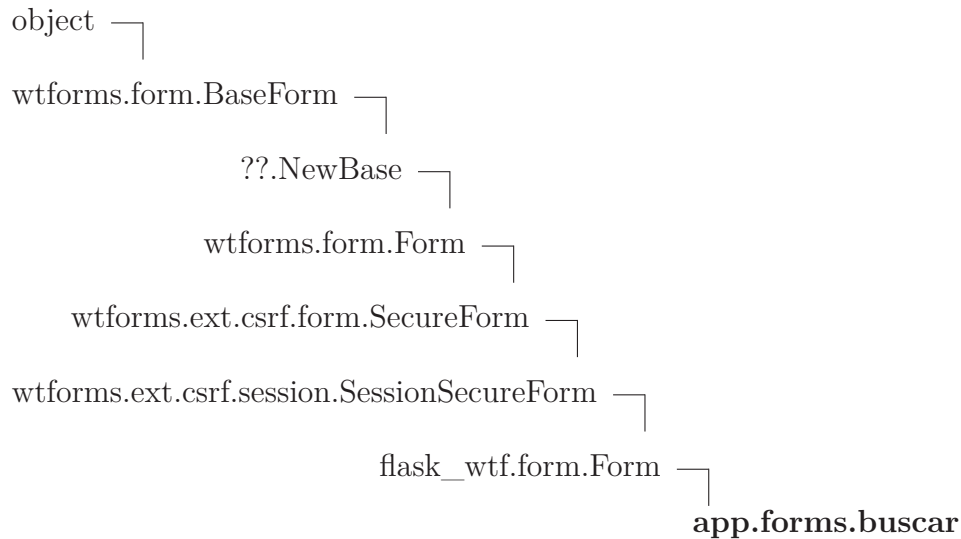 object
wtforms.form.BaseForm
??.NewBase
wtforms.form.Form
wtforms.ext.csrf.form.SecureForm
wtforms.ext.csrf.session.SessionSecureForm
flask_wtf.form.Form
app.forms.buscar